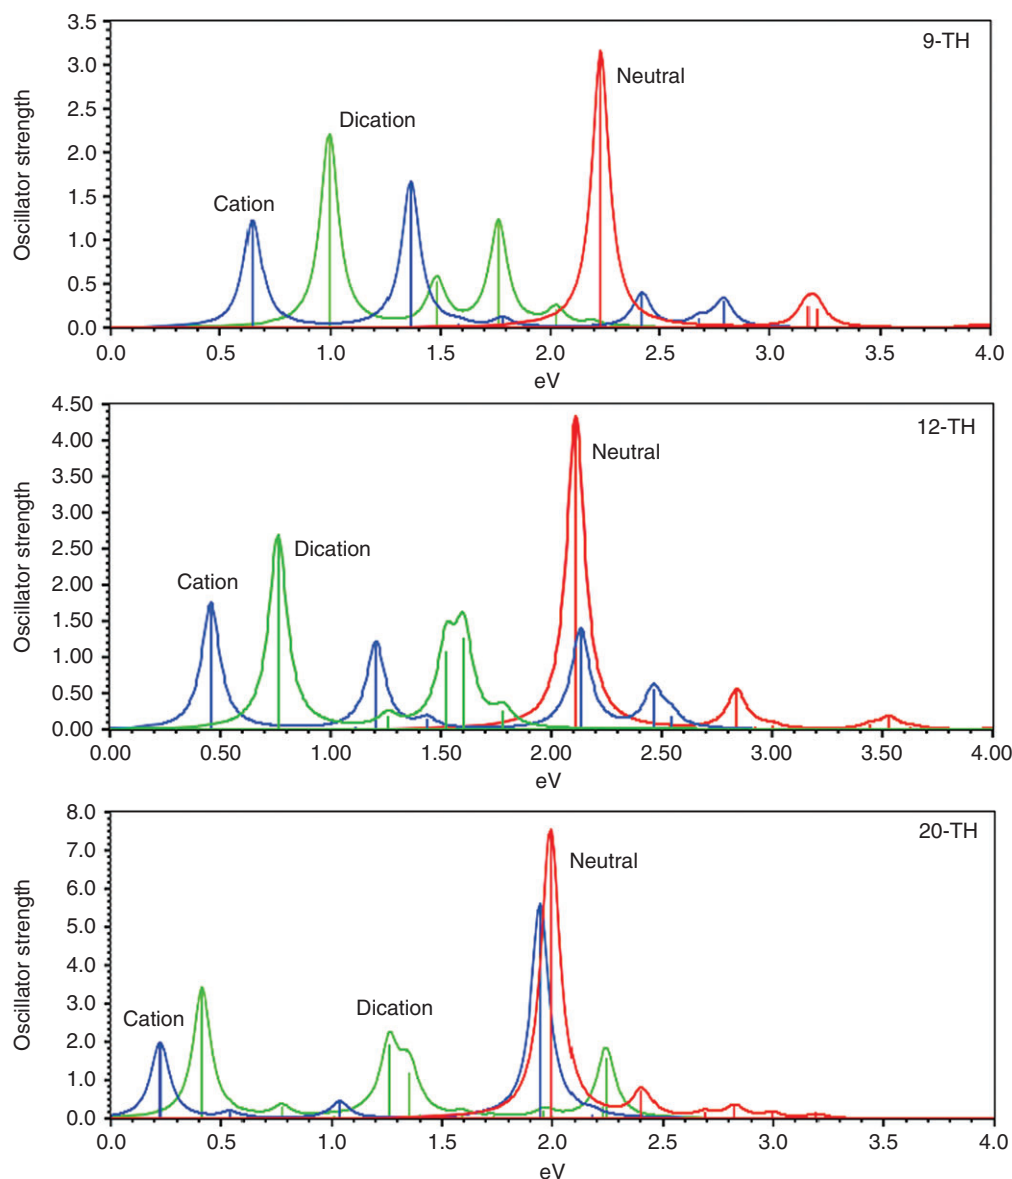 9-TH
Oscillator strength
3.5
3.0
2.5
2.0
1.5
1.0
0.5
0.0
Neutral
Dication
Cation
0.0 0.5 1.0 1.5 2.0 2.5 3.0 3.5 4.0
eV
12-TH
Oscillator strength
4.50
4.00
3.50
3.00
2.50
2.00
1.50
1.00
0.50
0.00
Neutral
Dication
Cation
0.00 0.50 1.00 1.50 2.00 2.50 3.00 3.50 4.00
eV
20-TH
Oscillator strength
8.0
7.0
6.0
5.0
4.0
3.0
2.0
1.0
0.0
Neutral
Dication
Cation
0.0 0.5 1.0 1.5 2.0 2.5 3.0 3.5 4.0
eV